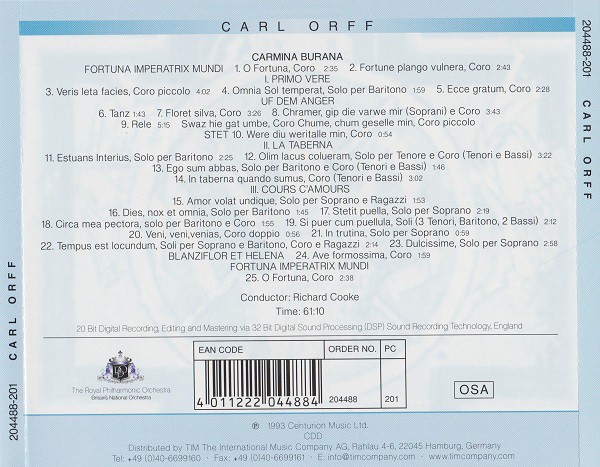 CARL ORFF
CARMINA BURANA
FORTUNA IMPERATRIX MUNDI 1. O Fortuna, Coro 2:35 2. Fortune plango vulnera, Coro 2:43
I. PRIMO VERE
3. Veris leta facies, Coro piccolo 4:02 4. Omnia Sol temperat, Solo per Baritono 1:59 5. Ecce gratum, Coro 2:28
UF DEM ANGER
6. Tanz 1:43 7. Floret silva, Coro 3:26 8. Chramer, gip die varwe mir (Soprani) e Coro 3:43
9. Rele 5:15 Swaz hie gat umbe, Coro Chume, chum geselle min, Coro piccolo
STET 10. Were diu weritalle min, Coro 0:54
II. LA TABERNA
11. Estuans Interius, Solo per Baritono 2:25 12. Olim lacus colueram, Solo per Tenore e Coro (Tenori e Bassi) 3:22
13. Ego sum abbas, Solo per Baritono e Coro (Tenori e Bassi) 1:46
14. In taberna quando sumus, Coro (Tenori e Bassi) 3:02
III. COURS C'AMOURS
15. Amor volat undique, Solo per Soprano e Ragazzi 1:53
16. Dies, nox et omnia, Solo per Baritono 1:45 17. Stetit puella, Solo per Soprano 2:19
18. Circa mea pectora, solo per Baritono e Coro 1:55 19. Si puer cum puellula, Soli (3 Tenori, Baritono, 2 Bassi) 2:12
20. Veni, veni,venias, Coro doppio 0:56 21. In trutina, Solo per Soprano 0:51
22. Tempus est locundum, Soli per Soprano e Baritono, Coro e Ragazzi 2:14 23. Dulcissime, Solo per Soprano 2:58
BLANZIFLOR ET HELENA 24. Ave formossima, Coro 1:59
FORTUNA IMPERATRIX MUNDI
25. O Fortuna, Coro 2:38
Conductor: Richard Cooke
Time: 61:10
20 Bit Digital Recording, Editing and Mastering via 32 Bit Digital Sound Processing (DSP) Sound Recording Technology, England
The Royal Philharmonic Orchestra
Britain's National Orchestra
EAN CODE
ORDER NO.
PC
4 011222 044884
204488
201
OSA
℗ 1993 Centurion Music Ltd.
CDD
Distributed by TIM The International Music Company AG, Rahlau 4-6, 22045 Hamburg, Germany
Tel: +49 (0)40-6699160 · Fax: +49 (0)40-6699161 · E: info@timcompany.com · www.timcompany.com
204488-201 CARL ORFF
204488-201 CARL ORFF